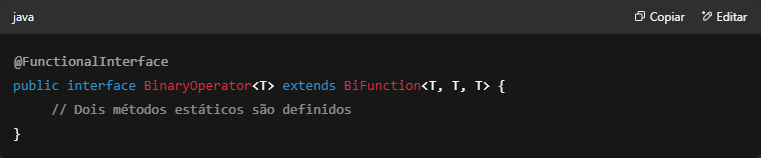 java
Copiar
Editar
@FunctionalInterface
public interface BinaryOperator<T> extends BiFunction<T, T, T> {
// Dois métodos estáticos são definidos
}